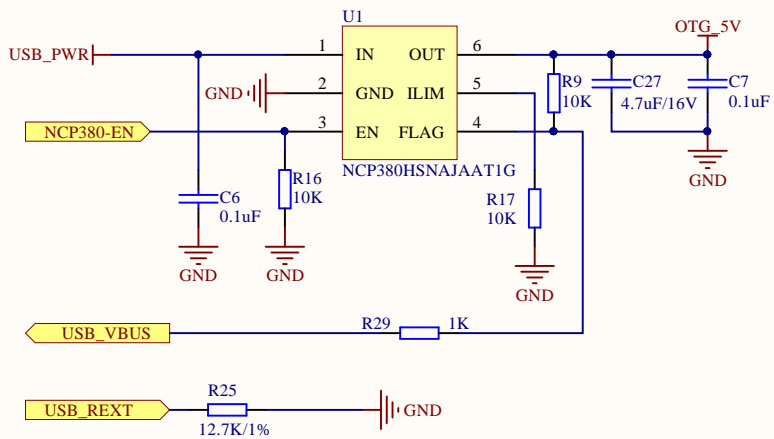 U1
OTG_5V
USB_PWR
1
IN
OUT
6
GND
2
GND
ILIM
5
R9
10K
C27
4.7uF/16V
C7
0.1uF
NCP380-EN
3
EN
FLAG
4
NCP380HSNAJAAT1G
GND
C6
0.1uF
R16
10K
R17
10K
GND
GND
GND
USB_VBUS
R29
1K
USB_REXT
R25
12.7K/1%
GND